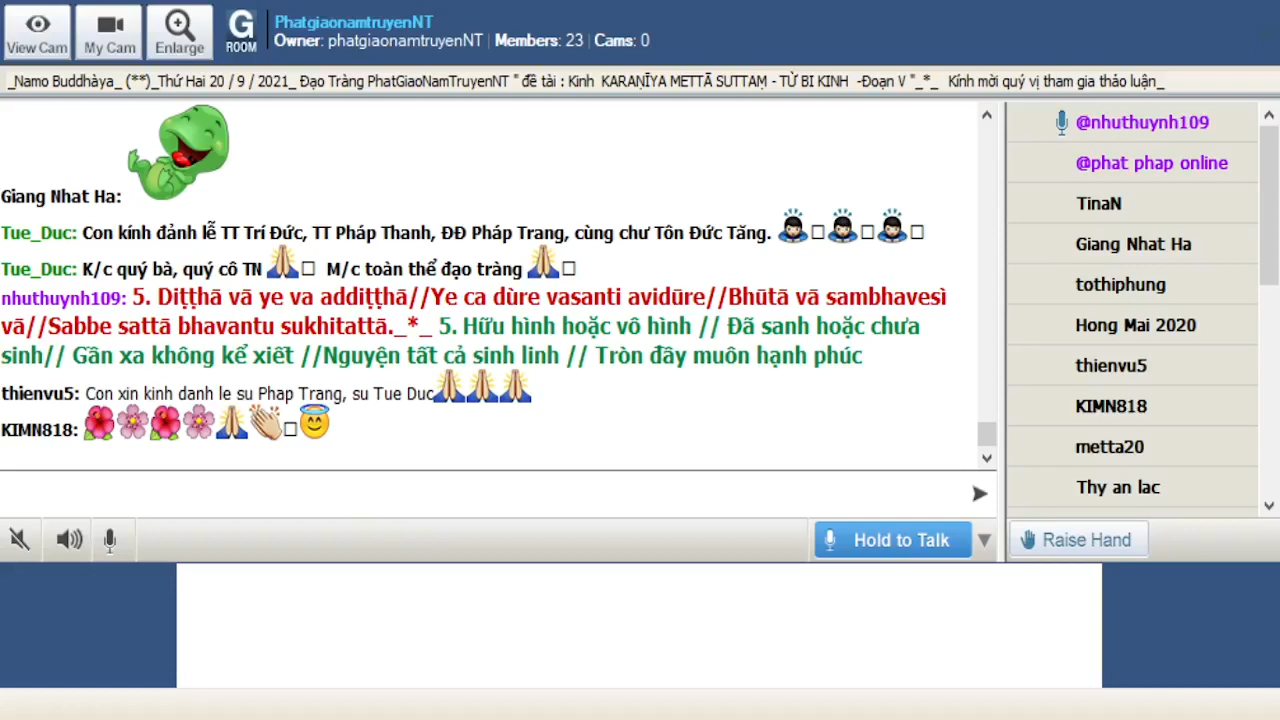 View Cam
My Cam
Enlarge
G
ROOM
PhatgiaonamtruyenNT
Owner: phatgiaonamtruyenNT | Members: 23 | Cams: 0
_Namo Buddhàya_ (**)_Thứ Hai 20 / 9 / 2021_ Đạo Tràng PhatGiaoNamTruyenNT " đề tài : Kinh KARAṆĪYA METTĀ SUTTAṂ - TỪ BI KINH -Đoạn V "_*_ Kính mời quý vị tham gia thảo luận_
Giang Nhat Ha:
Tue_Duc: Con kính đảnh lễ TT Trí Đức, TT Pháp Thanh, ĐĐ Pháp Trang, cùng chư Tôn Đức Tăng.
Tue_Duc: K/c quý bà, quý cô TN M/c toàn thể đạo tràng
nhuthuynh109: 5. Diṭṭhā vā ye va addiṭṭhā//Ye ca dùre vasanti avidūre//Bhūtā vā sambhavesì
vā//Sabbe sattā bhavantu sukhitattā._*_ 5. Hữu hình hoặc vô hình // Đã sanh hoặc chưa
sinh// Gần xa không kể xiết //Nguyện tất cả sinh linh // Tròn đầy muôn hạnh phúc
thienvu5: Con xin kinh danh le su Phap Trang, su Tue Duc
KIMN818:
@nhuthuynh109
@phat phap online
TinaN
Giang Nhat Ha
tothiphung
Hong Mai 2020
thienvu5
KIMN818
metta20
Thy an lac
Hold to Talk
Raise Hand